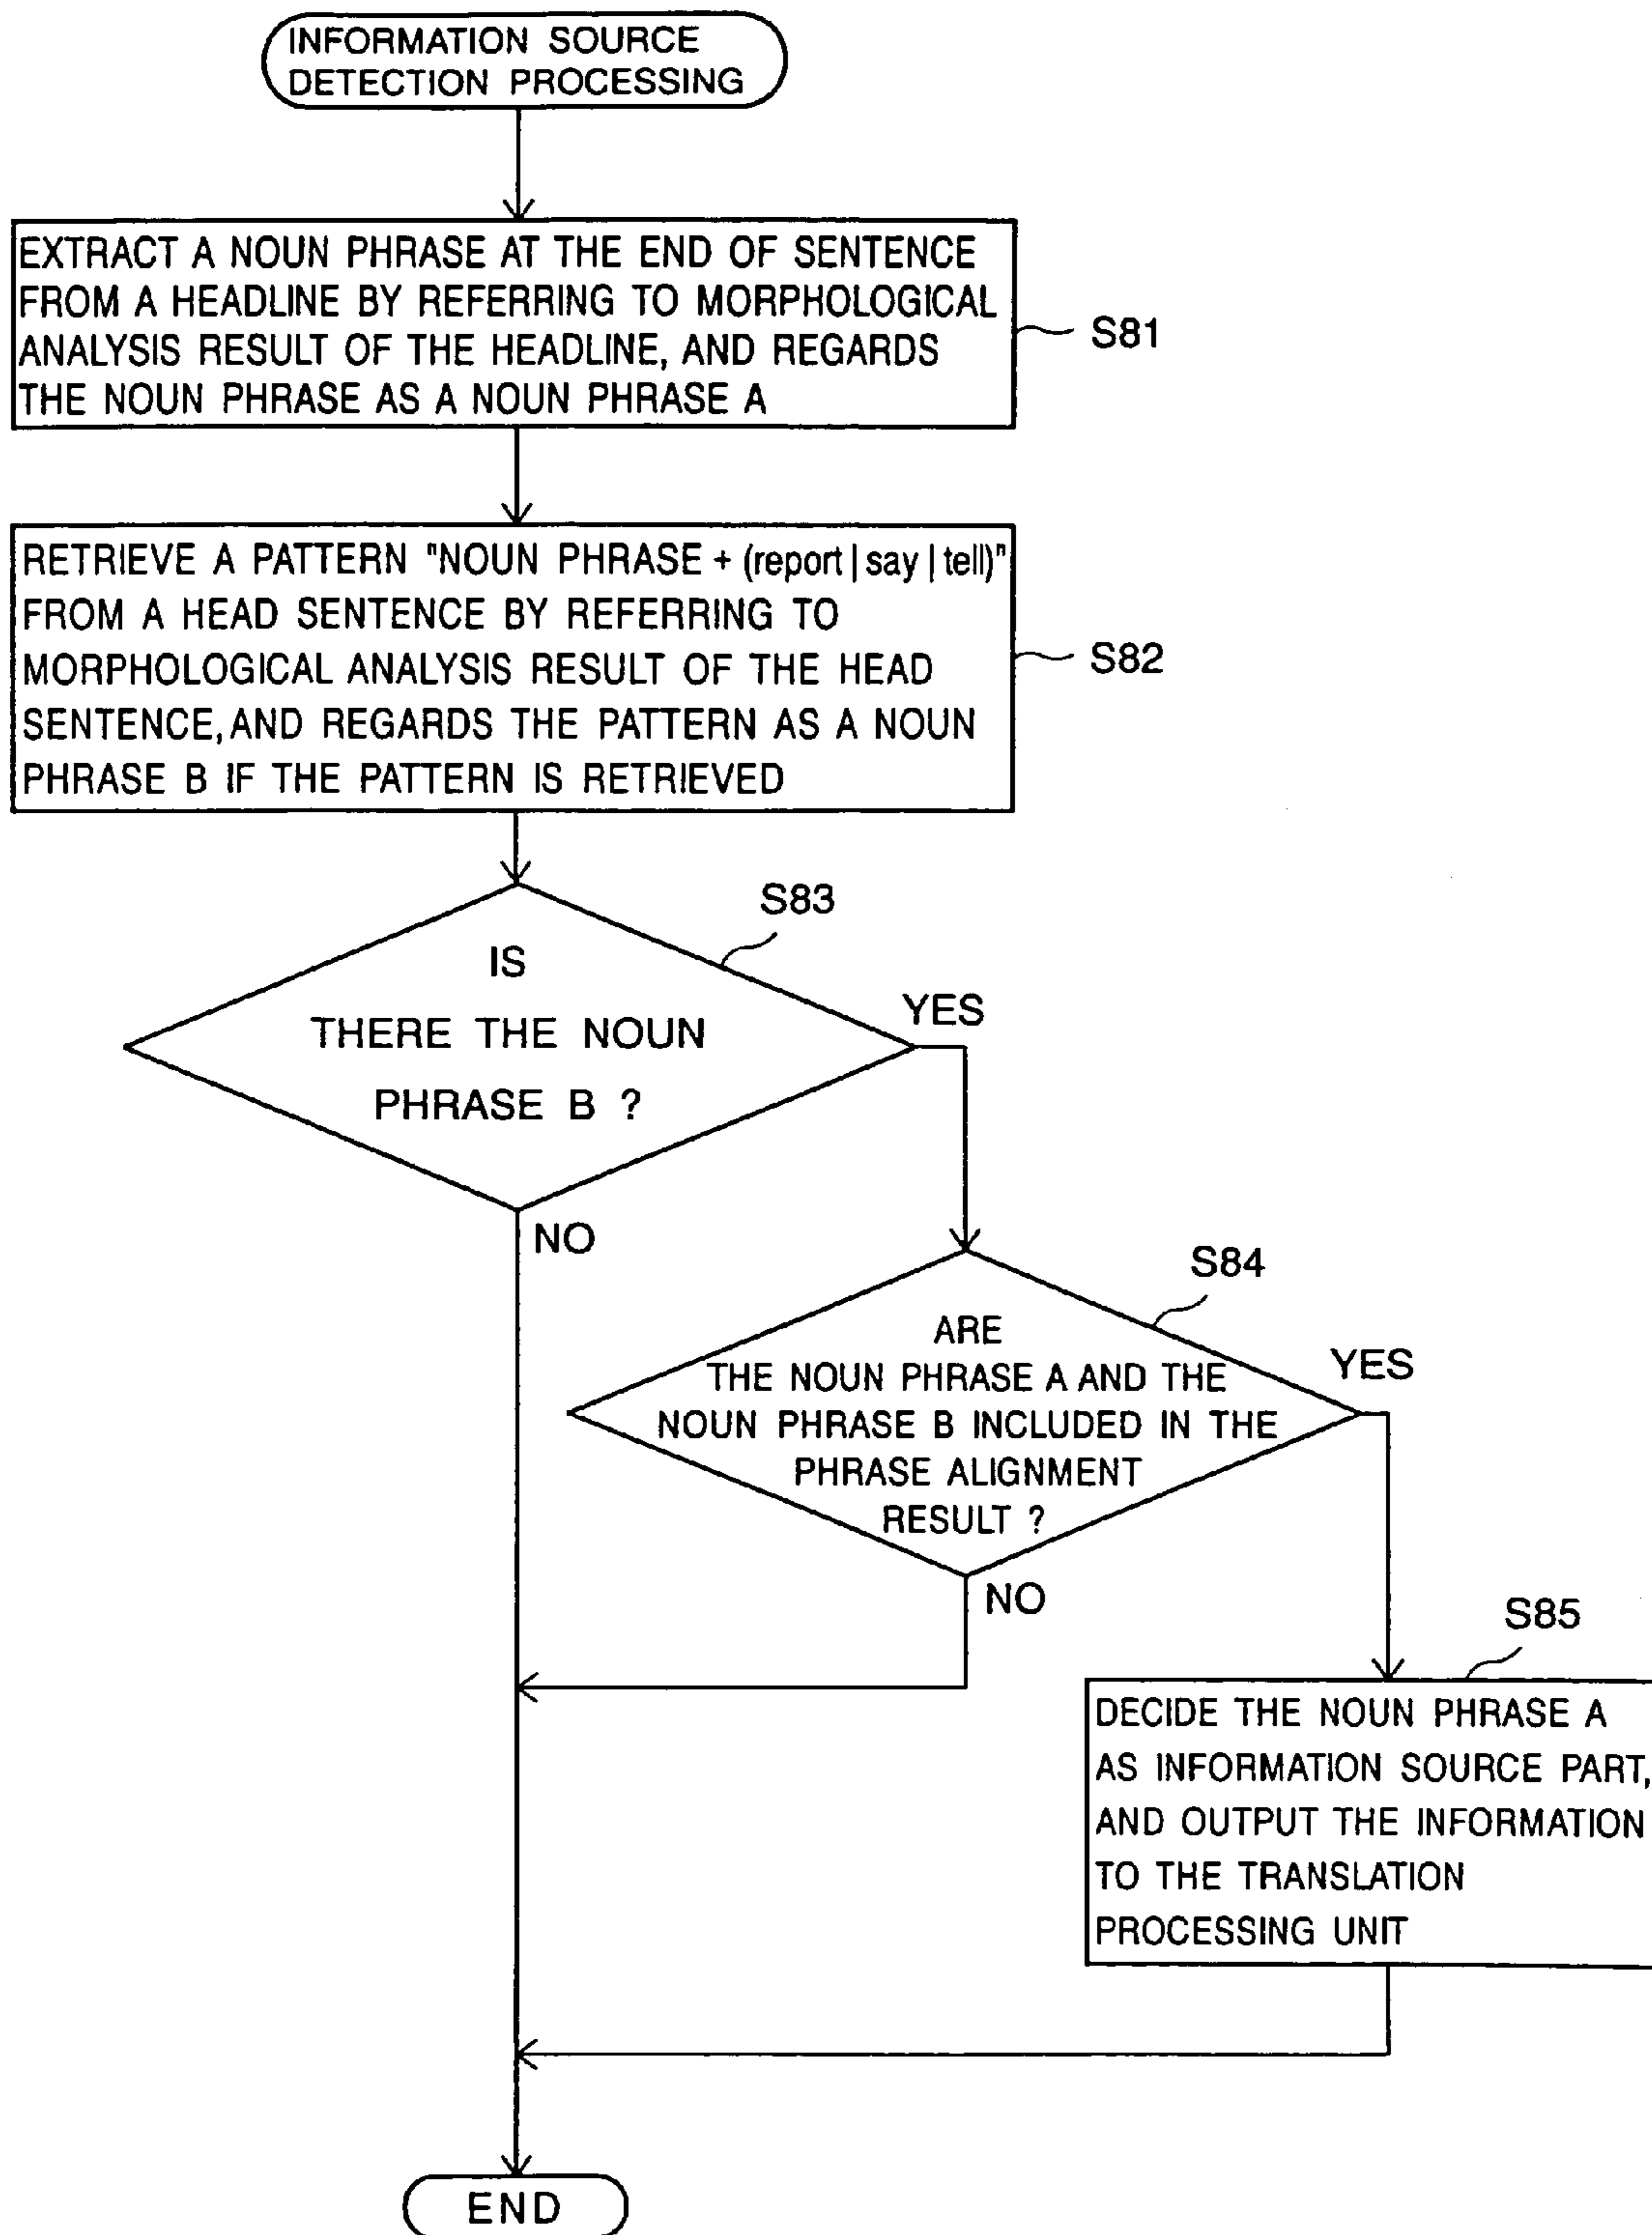 INFORMATION SOURCE
DETECTION PROCESSING
EXTRACT A NOUN PHRASE AT THE END OF SENTENCE
FROM A HEADLINE BY REFERRING TO MORPHOLOGICAL
ANALYSIS RESULT OF THE HEADLINE, AND REGARDS
THE NOUN PHRASE AS A NOUN PHRASE A
S81
RETRIEVE A PATTERN "NOUN PHRASE + (report | say | tell)"
FROM A HEAD SENTENCE BY REFERRING TO
MORPHOLOGICAL ANALYSIS RESULT OF THE HEAD
SENTENCE, AND REGARDS THE PATTERN AS A NOUN
PHRASE B IF THE PATTERN IS RETRIEVED
S82
S83
IS
THERE THE NOUN
PHRASE B ?
YES
NO
S84
ARE
THE NOUN PHRASE A AND THE
NOUN PHRASE B INCLUDED IN THE
PHRASE ALIGNMENT
RESULT ?
YES
NO
S85
DECIDE THE NOUN PHRASE A
AS INFORMATION SOURCE PART,
AND OUTPUT THE INFORMATION
TO THE TRANSLATION
PROCESSING UNIT
END